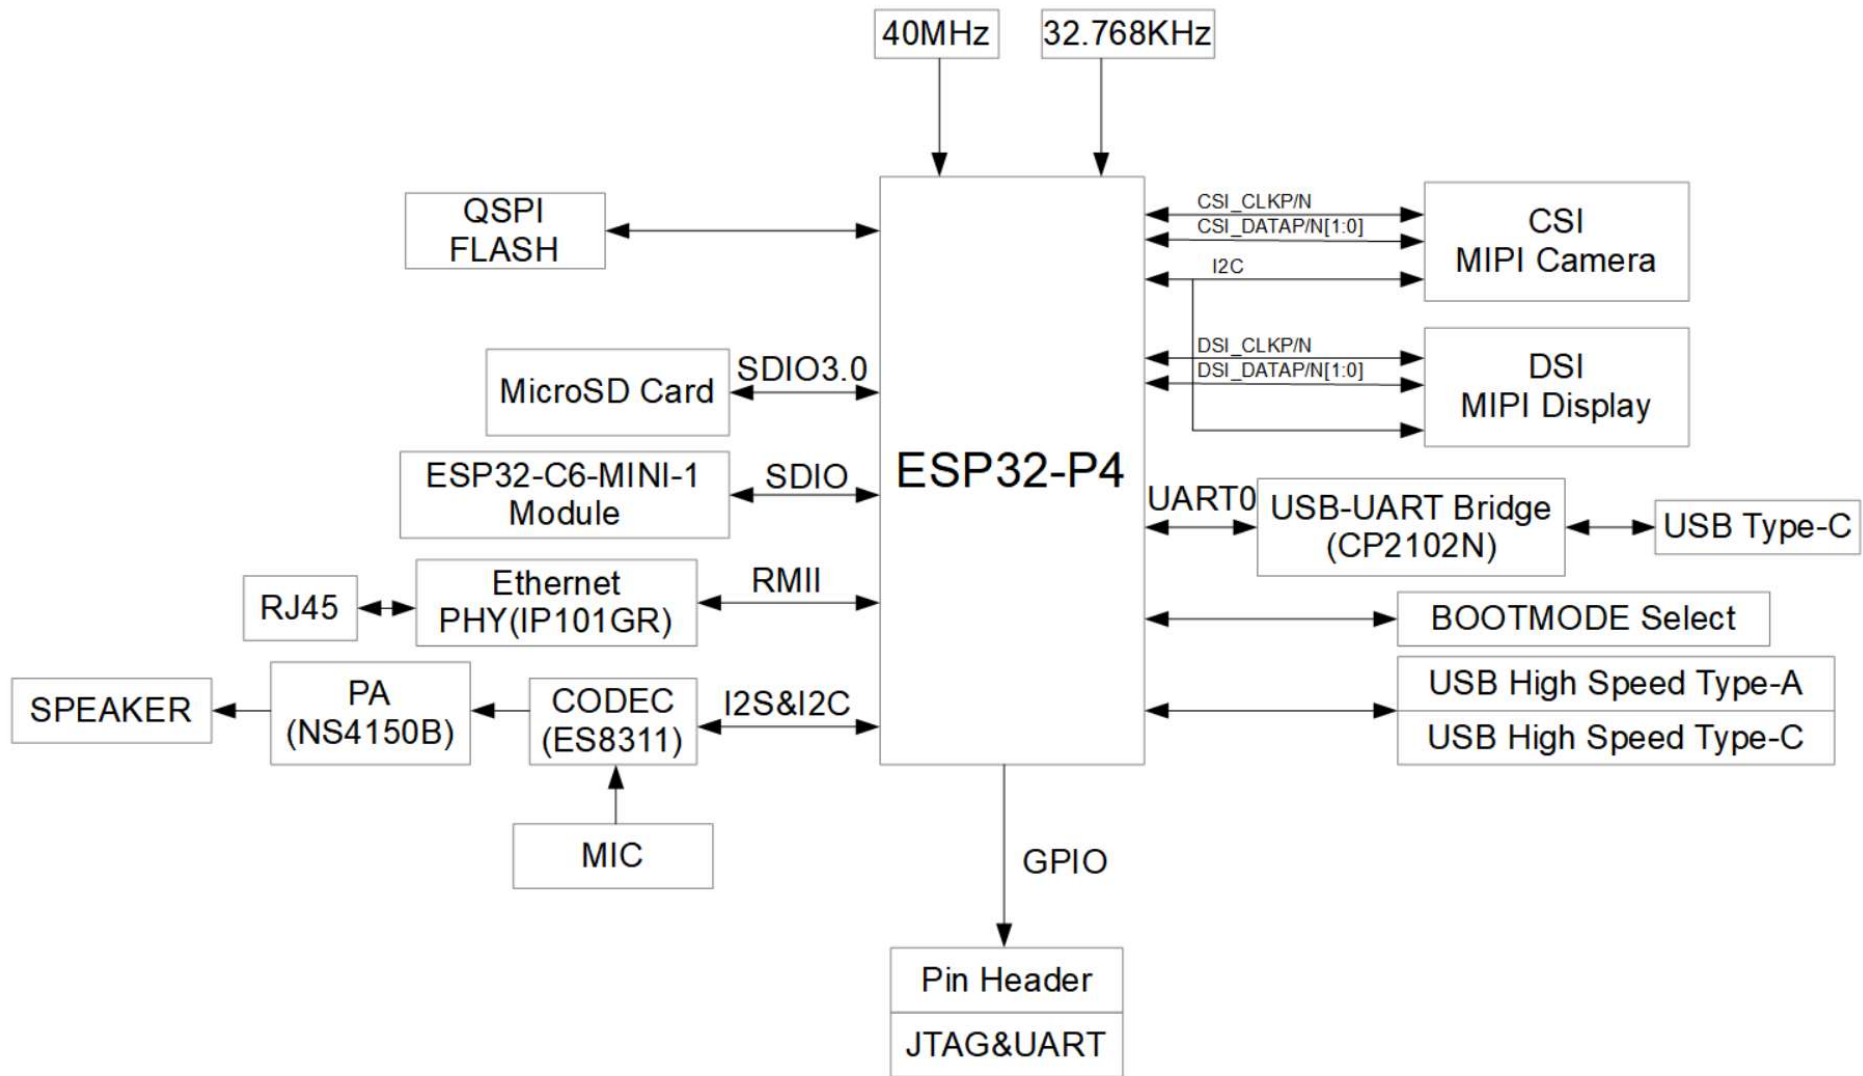 40MHz
32.768KHz
QSPI
FLASH
CSI_CLKP/N
CSI_DATAP/N[1:0]
I2C
CSI
MIPI Camera
MicroSD Card
SDIO3.0
DSI_CLKP/N
DSI_DATAP/N[1:0]
DSI
MIPI Display
ESP32-C6-MINI-1
Module
SDIO
ESP32-P4
UART0
USB-UART Bridge
(CP2102N)
USB Type-C
RJ45
Ethernet
PHY(IP101GR)
RMII
BOOTMODE Select
SPEAKER
PA
(NS4150B)
CODEC
(ES8311)
I2S&I2C
USB High Speed Type-A
USB High Speed Type-C
MIC
GPIO
Pin Header
JTAG&UART